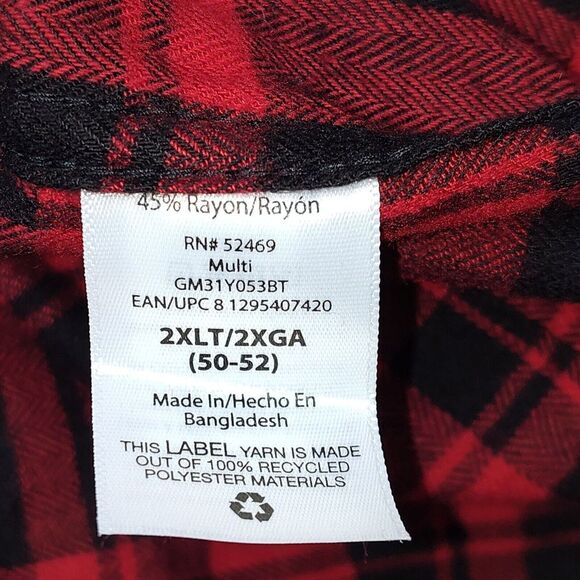 45% Rayon/Rayón
RN# 52469
Multi
GM31Y053BT
EAN/UPC 8 1295407420
2XLT/2XGA
(50-52)
Made In/Hecho En
Bangladesh
THIS LABEL YARN IS MADE
OUT OF 100% RECYCLED
POLYESTER MATERIALS